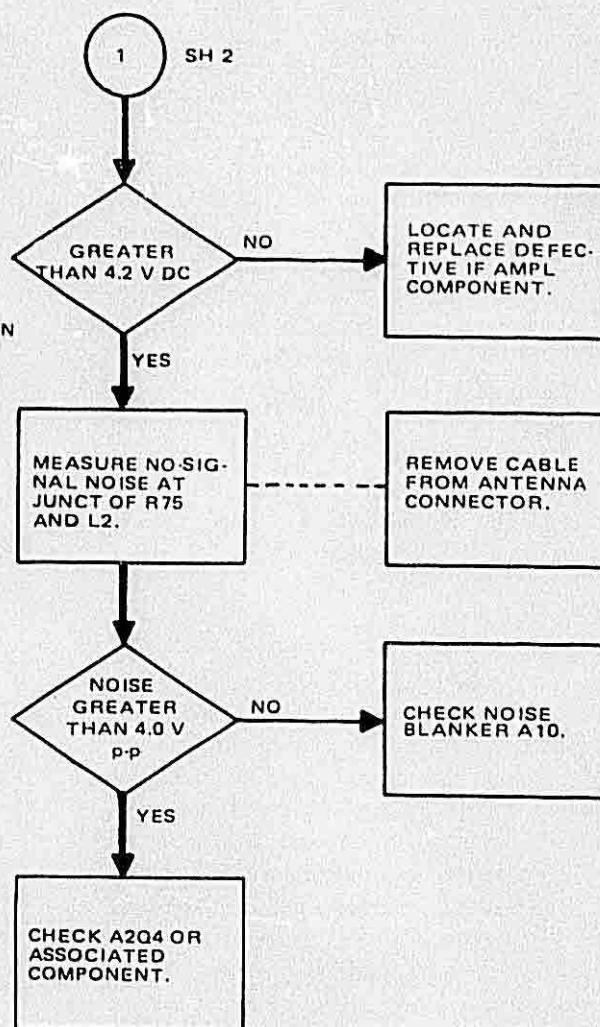 1 SH 2
GREATER
THAN 4.2 V DC
NO
LOCATE AND
REPLACE DEFEC-
TIVE IF AMPL
COMPONENT.
N
YES
MEASURE NO-SIG-
NAL NOISE AT
JUNCT OF R75
AND L2.
REMOVE CABLE
FROM ANTENNA
CONNECTOR.
NOISE
GREATER
THAN 4.0 V
p-p
NO
CHECK NOISE
BLANKER A10.
YES
CHECK A2Q4 OR
ASSOCIATED
COMPONENT.